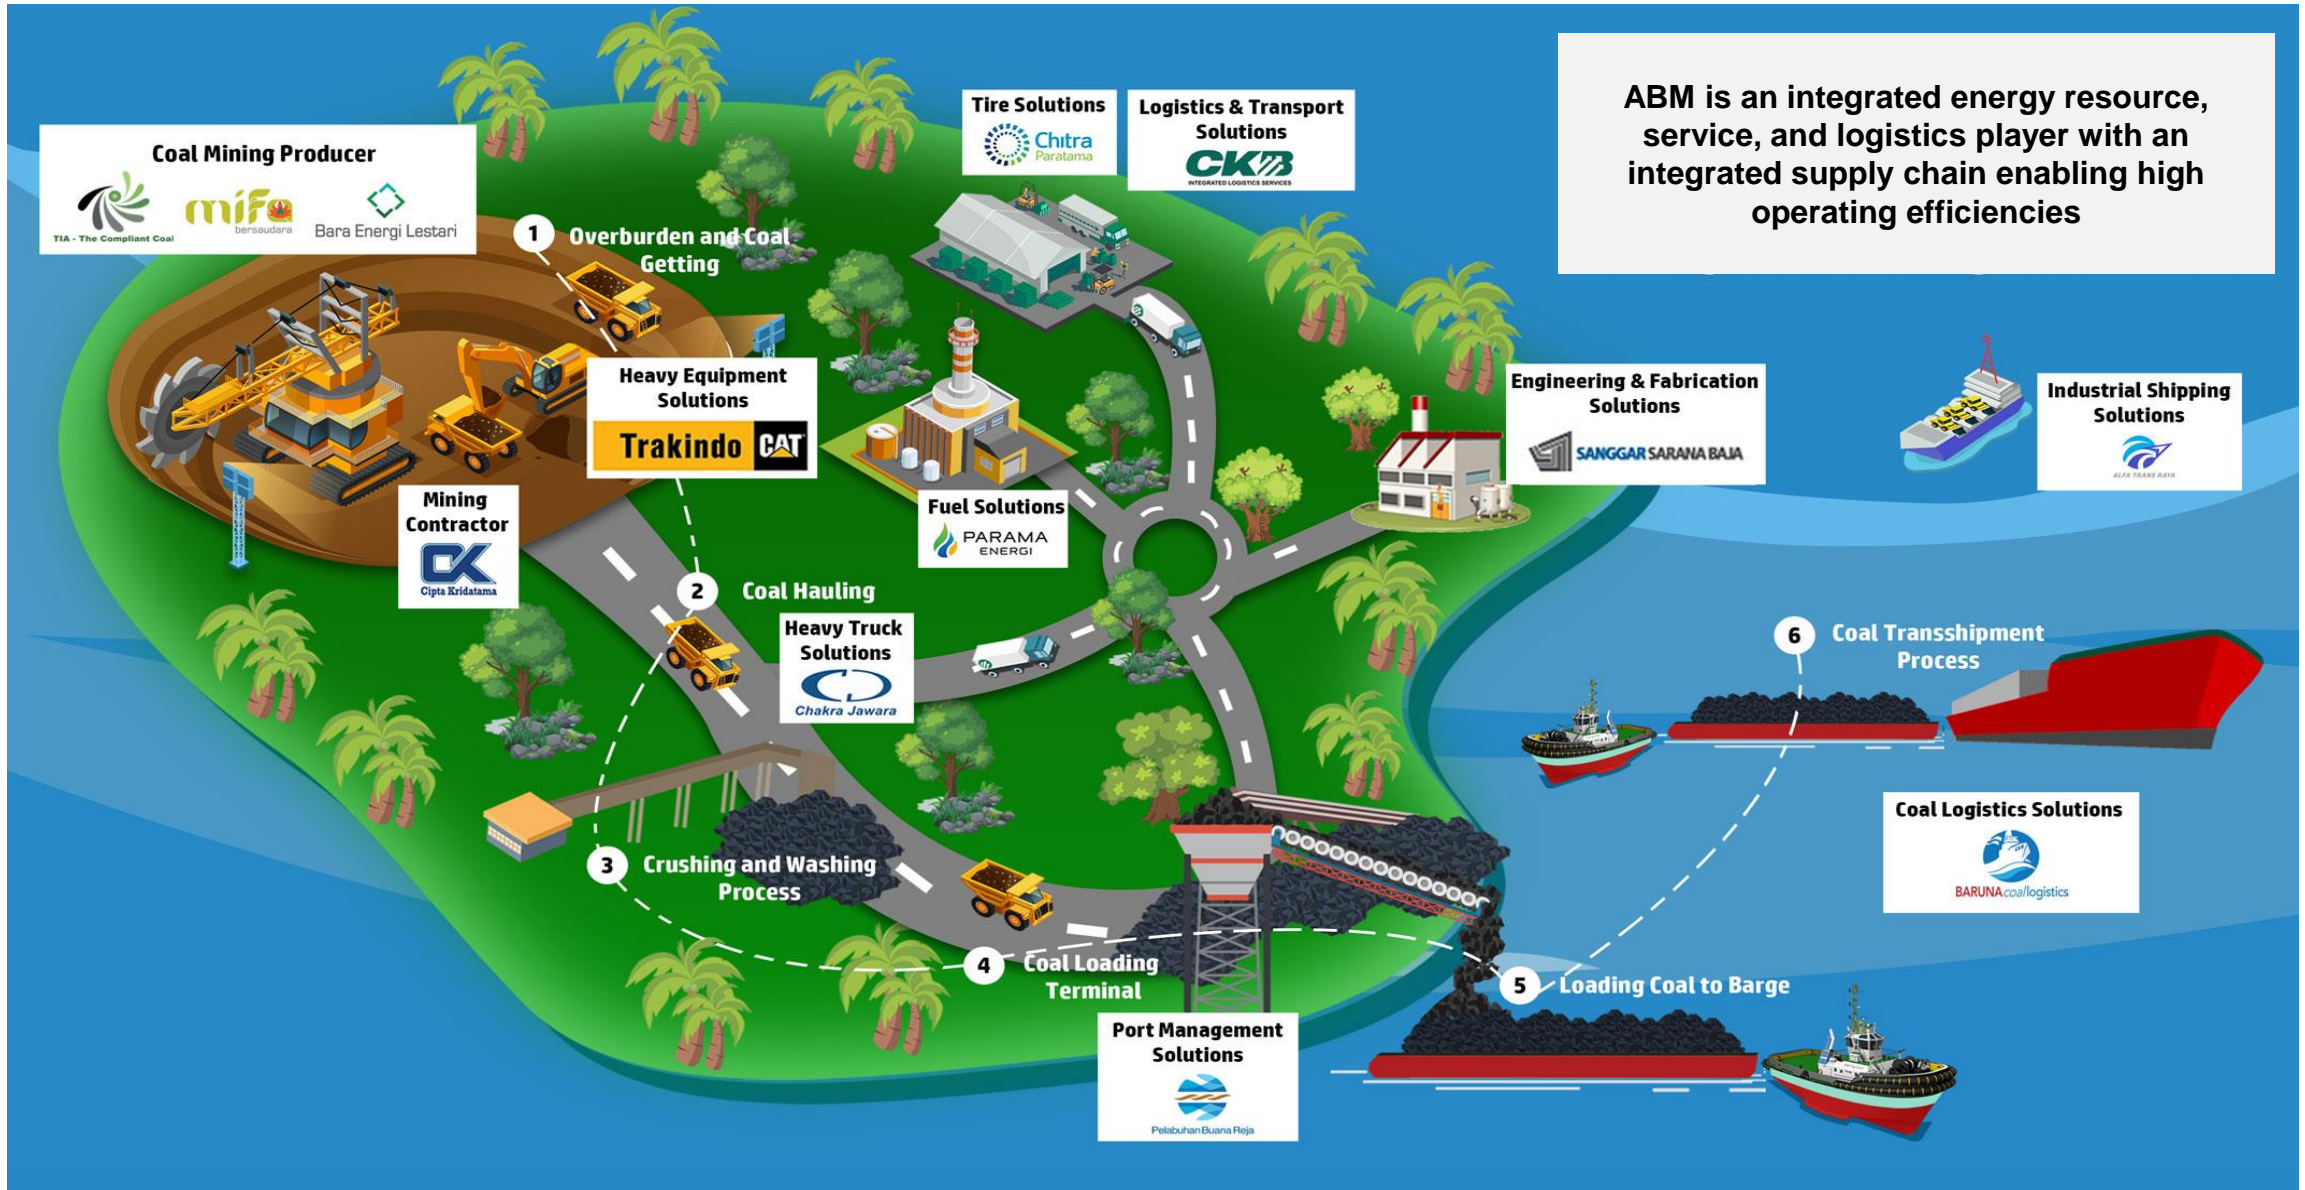 ABM is an integrated energy resource,
service, and logistics player with an
integrated supply chain enabling high
operating efficiencies
Coal Mining Producer
TIA - The Compliant Coal
mifa
bersaudara
Bara Energi Lestari
Tire Solutions
Chitra
Paratama
Logistics & Transport
Solutions
CKB
INTEGRATED LOGISTICS SERVICES
1
Overburden and Coal
Getting
Heavy Equipment
Solutions
Trakindo CAT
Engineering & Fabrication
Solutions
SANGGAR SARANA BAJA
Industrial Shipping
Solutions
ALFA TRANS RAYA
Mining
Contractor
CK
Cipta Kridatama
Fuel Solutions
PARAMA
ENERGI
2
Coal Hauling
Heavy Truck
Solutions
Chakra Jawara
6
Coal Transshipment
Process
Coal Logistics Solutions
BARUNA coal logistics
3
Crushing and Washing
Process
4
Coal Loading
Terminal
5
Loading Coal to Barge
Port Management
Solutions
Pelabuhan Buana Reja